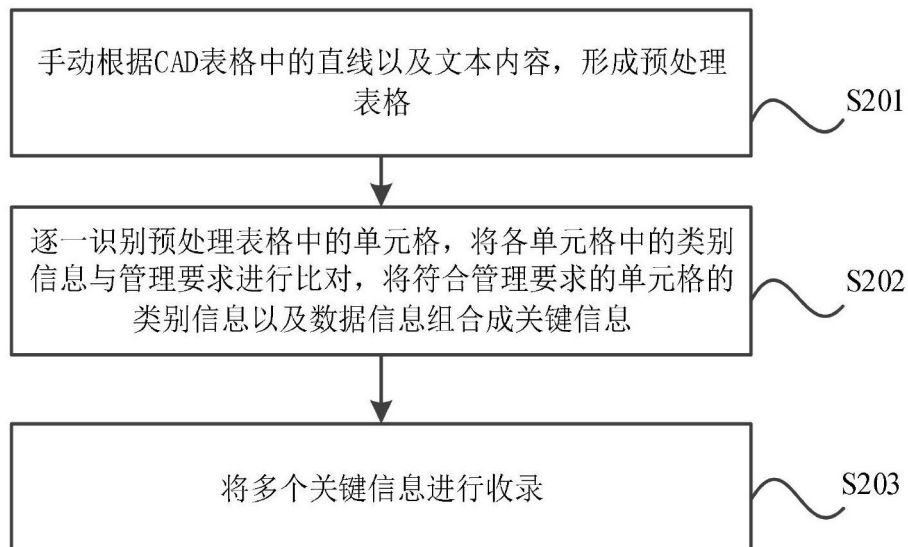 手动根据CAD表格中的直线以及文本内容，形成预处理
表格
S201
逐一识别预处理表格中的单元格，将各单元格中的类别
信息与管理要求进行比对，将符合管理要求的单元格的
类别信息以及数据信息组合成关键信息
S202
将多个关键信息进行收录
S203